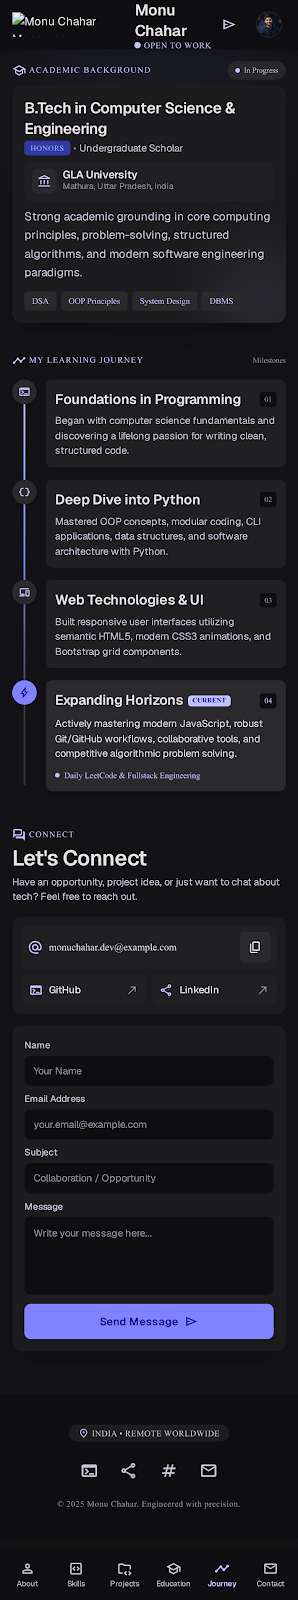 Monu Chahar
Monu
Chahar
OPEN TO WORK
ACADEMIC BACKGROUND
In Progress
B.Tech in Computer Science &
Engineering
HONORS • Undergraduate Scholar
GLA University
Mathura, Uttar Pradesh, India
Strong academic grounding in core computing
principles, problem-solving, structured
algorithms, and modern software engineering
paradigms.
DSA OOP Principles System Design DBMS
MY LEARNING JOURNEY
Milestones
Foundations in Programming 01
Began with computer science fundamentals and
discovering a lifelong passion for writing clean,
structured code.
Deep Dive into Python 02
Mastered OOP concepts, modular coding, CLI
applications, data structures, and software
architecture with Python.
Web Technologies & UI 03
Built responsive user interfaces utilizing
semantic HTML5, modern CSS3 animations, and
Bootstrap grid components.
Expanding Horizons CURRENT 04
Actively mastering modern JavaScript, robust
Git/GitHub workflows, collaborative tools, and
competitive algorithmic problem solving.
Daily LeetCode & Fullstack Engineering
CONNECT
Let's Connect
Have an opportunity, project idea, or just want to chat about
tech? Feel free to reach out.
monuchahar.dev@example.com
GitHub LinkedIn
Name
Your Name
Email Address
your.email@example.com
Subject
Collaboration / Opportunity
Message
Write your message here...
Send Message
INDIA • REMOTE WORLDWIDE
© 2025 Monu Chahar. Engineered with precision.
About Skills Projects Education Journey Contact